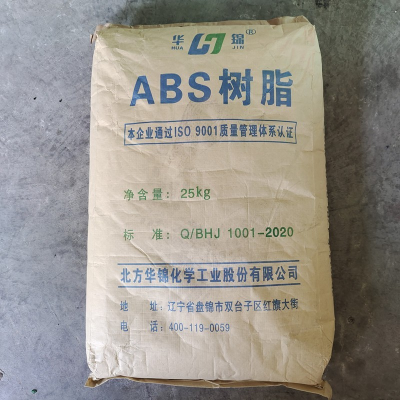 华 锦 ®
HUA JIN
ABS树脂
本企业通过ISO 9001质量管理体系认证
净含量: 25kg
标 准: Q/BHJ 1001-2020
北方华锦化学工业股份有限公司
地 址: 辽宁省盘锦市双台子区红旗大街
电 话: 400-119-0059